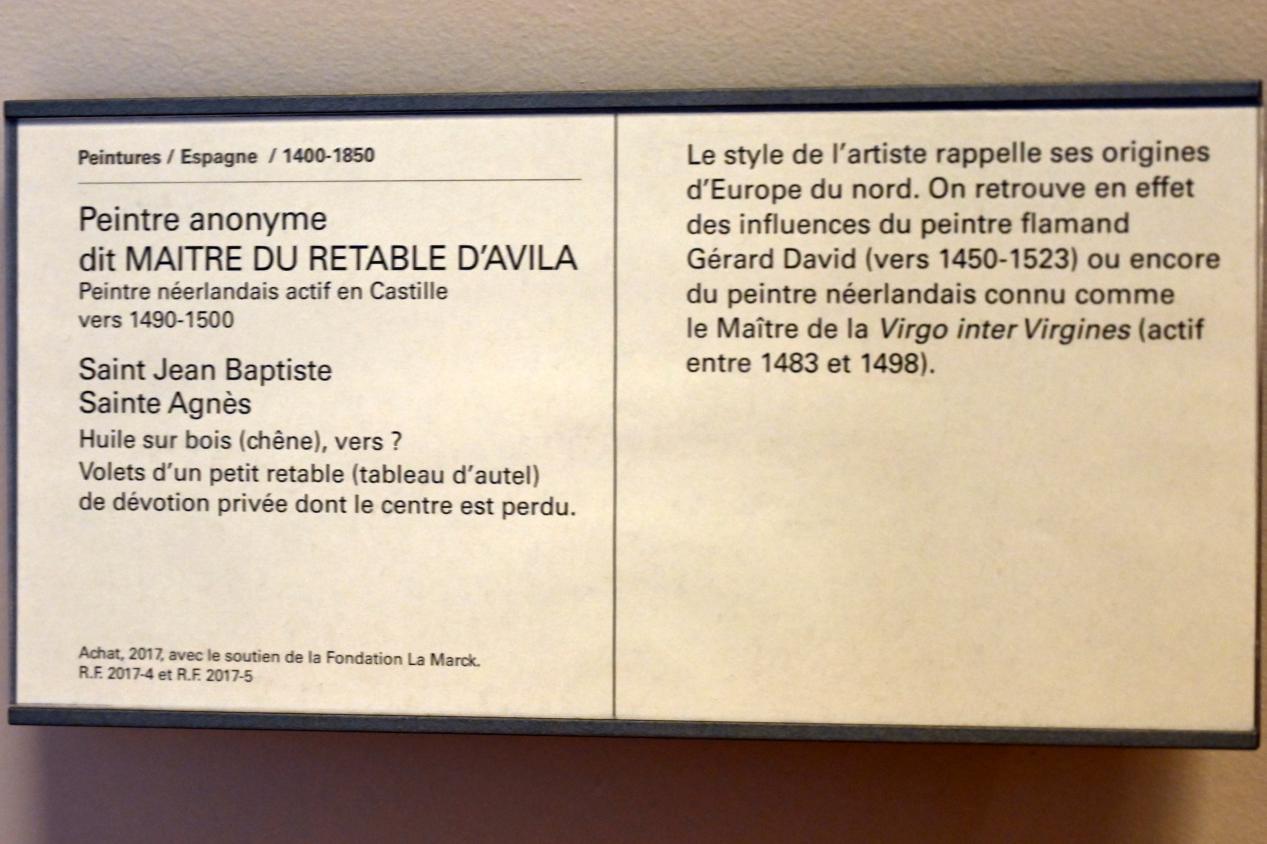 Peintures / Espagne / 1400-1850
Peintre anonyme
dit MAITRE DU RETABLE D'AVILA
Peintre néerlandais actif en Castille
vers 1490-1500
Saint Jean Baptiste
Sainte Agnès
Huile sur bois (chêne), vers ?
Volets d'un petit retable (tableau d'autel)
de dévotion privée dont le centre est perdu.
Achat, 2017, avec le soutien de la Fondation La Marck.
R.F. 2017-4 et R.F. 2017-5
Le style de l'artiste rappelle ses origines
d'Europe du nord. On retrouve en effet
des influences du peintre flamand
Gérard David (vers 1450-1523) ou encore
du peintre néerlandais connu comme
le Maître de la Virgo inter Virgines (actif
entre 1483 et 1498).